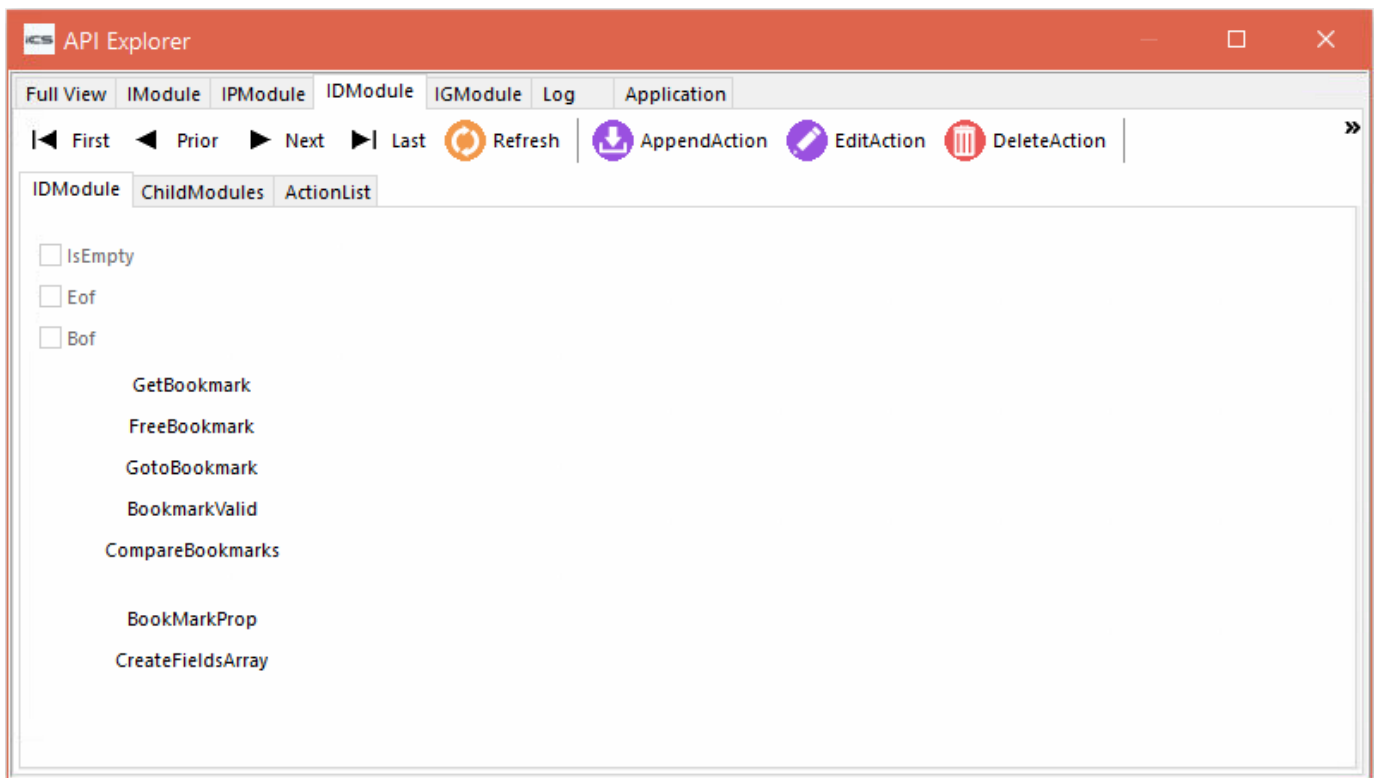 ics API Explorer
Full View IModule IPModule IDModule IGModule Log Application
First Prior Next Last Refresh AppendAction EditAction DeleteAction »
IDModule ChildModules ActionList
IsEmpty
Eof
Bof
GetBookmark
FreeBookmark
GotoBookmark
BookmarkValid
CompareBookmarks
BookMarkProp
CreateFieldsArray